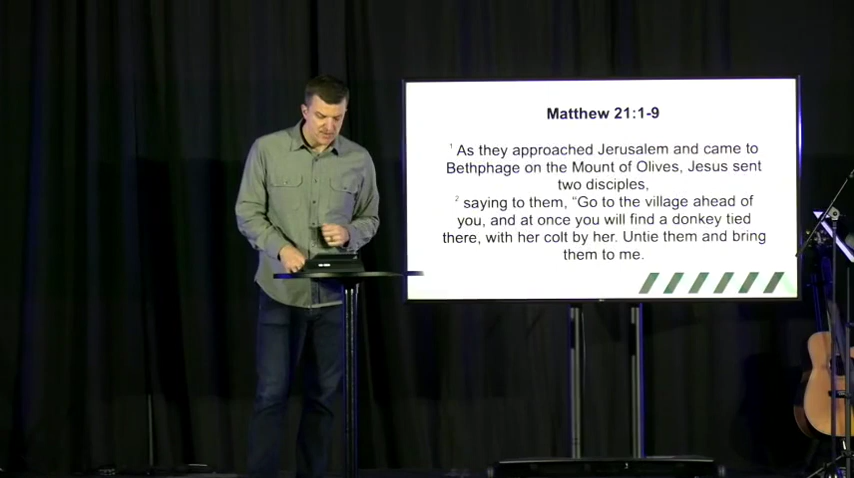 Matthew 21:1-9
¹ As they approached Jerusalem and came to
Bethphage on the Mount of Olives, Jesus sent
two disciples,
² saying to them, “Go to the village ahead of
you, and at once you will find a donkey tied
there, with her colt by her. Untie them and bring
them to me.